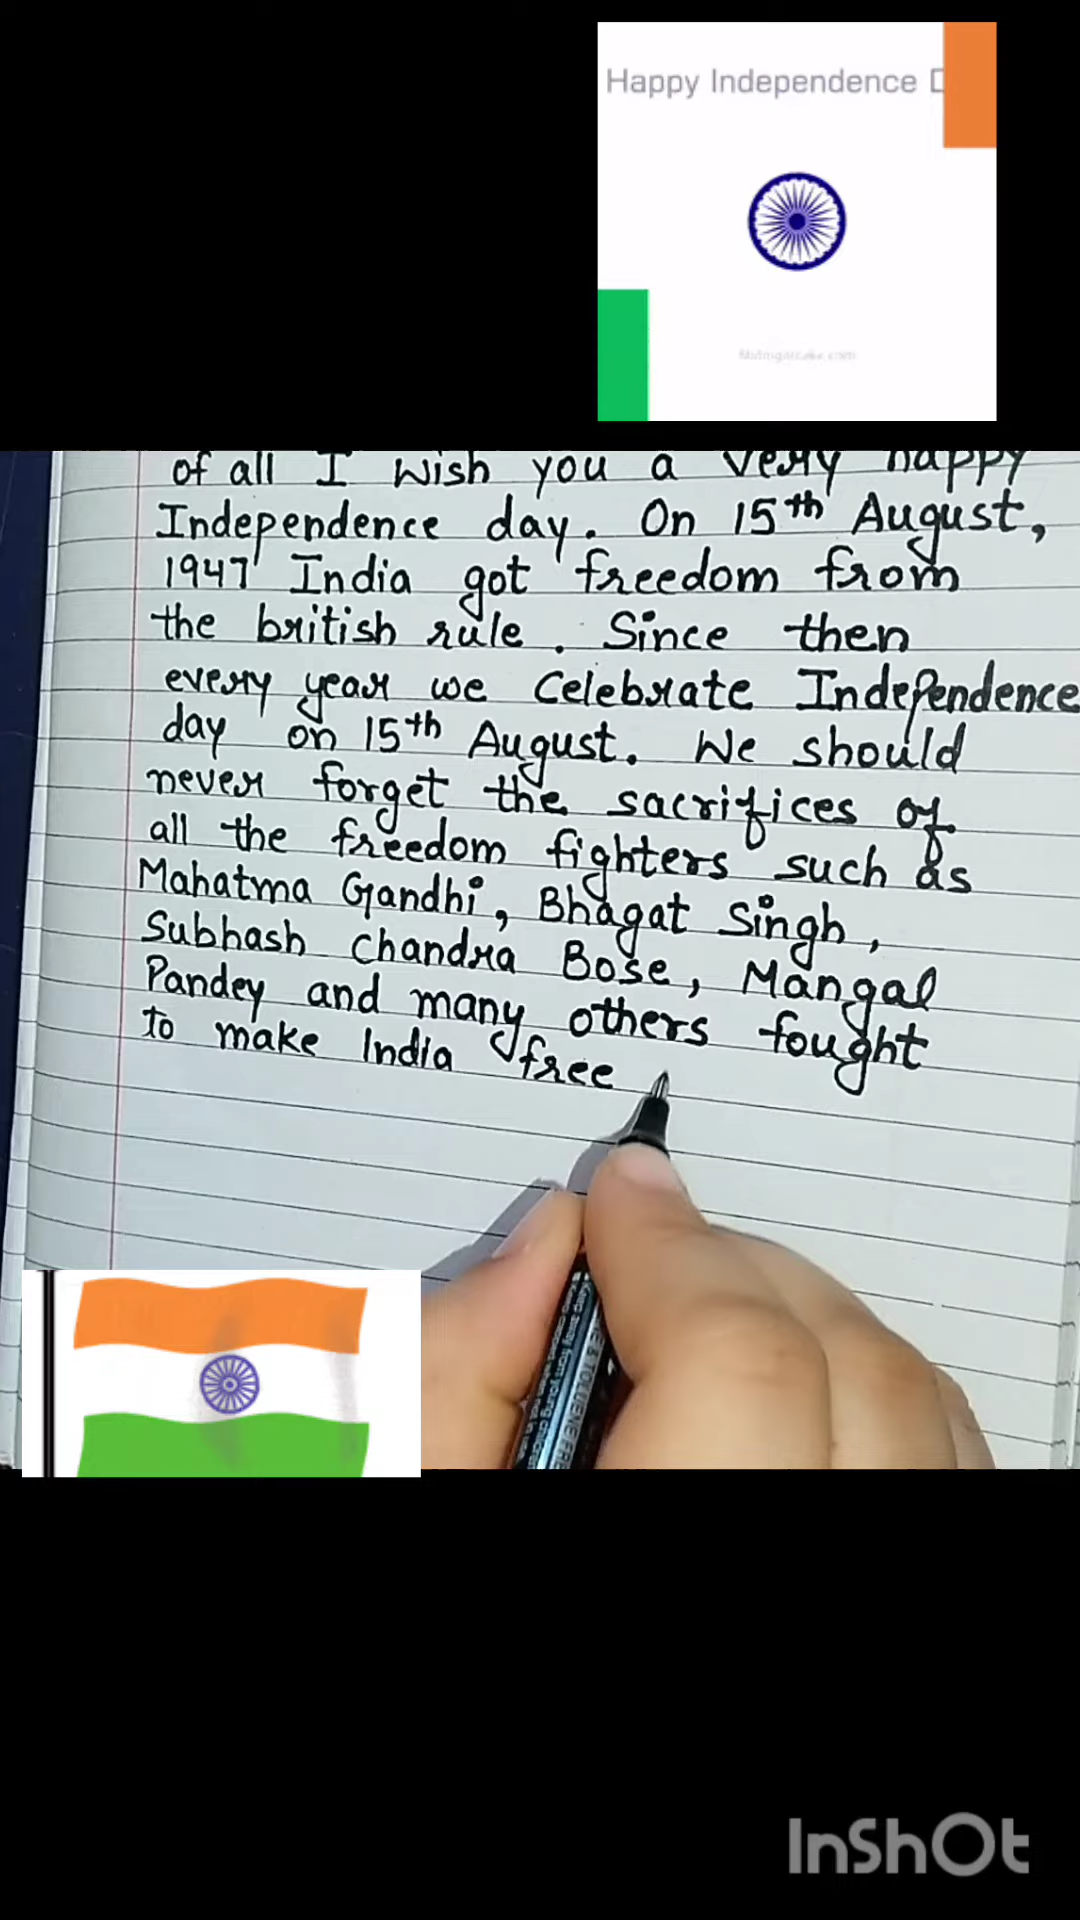 Happy Independence D
of all I wish you a very happy
Independence day. On 15th August,
1947 India got freedom from
the british rule. Since then
every year we celebrate Independence
day on 15th August. We should
never forget the sacrifices of
all the freedom fighters such as
Mahatma Gandhi, Bhagat Singh,
Subhash Chandra Bose, Mangal
Pandey and many others fought
to make India free
InShOt